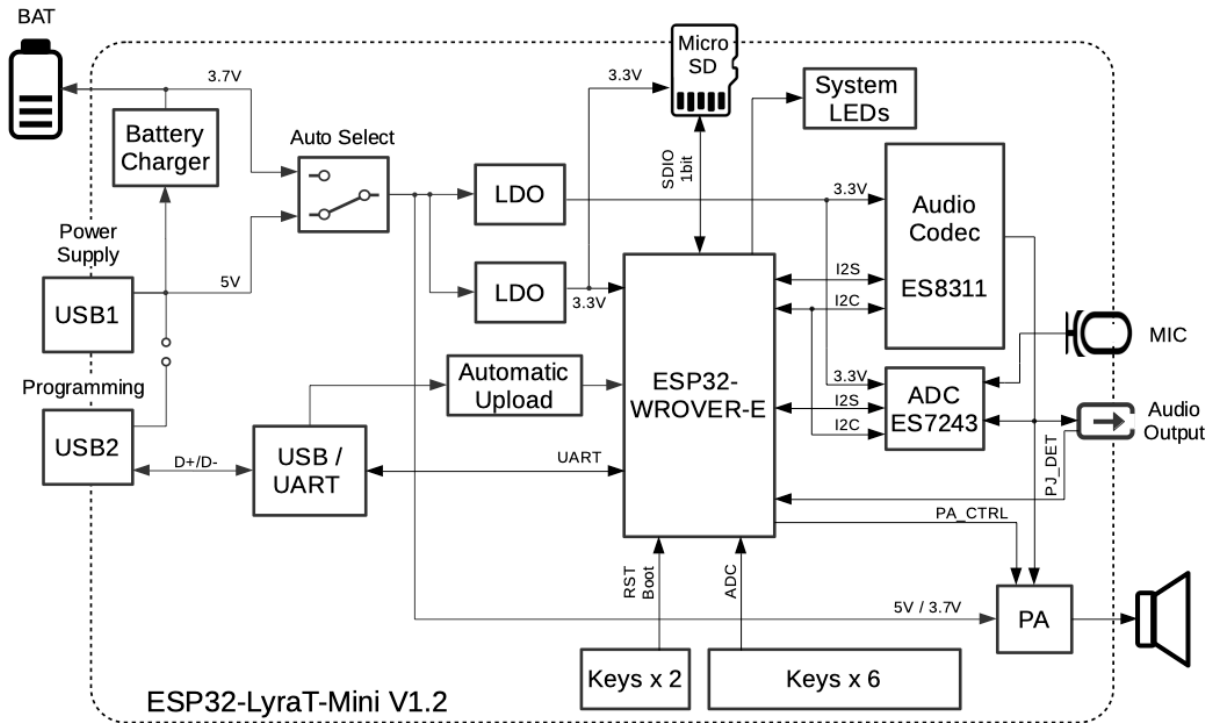 BAT
Micro
SD
3.7V
3.3V
System
LEDs
Battery
Charger
Auto Select
SDIO
1bit
LDO
3.3V
Audio
Codec
ES8311
Power
Supply
USB1
5V
LDO
3.3V
I2S
I2C
MIC
Programming
USB2
Automatic
Upload
ESP32-
WROVER-E
3.3V
I2S
I2C
ADC
ES7243
Audio
Output
D+/D-
USB /
UART
UART
PJ_DET
PA_CTRL
RST
Boot
ADC
5V / 3.7V
PA
Keys x 2
Keys x 6
ESP32-LyraT-Mini V1.2